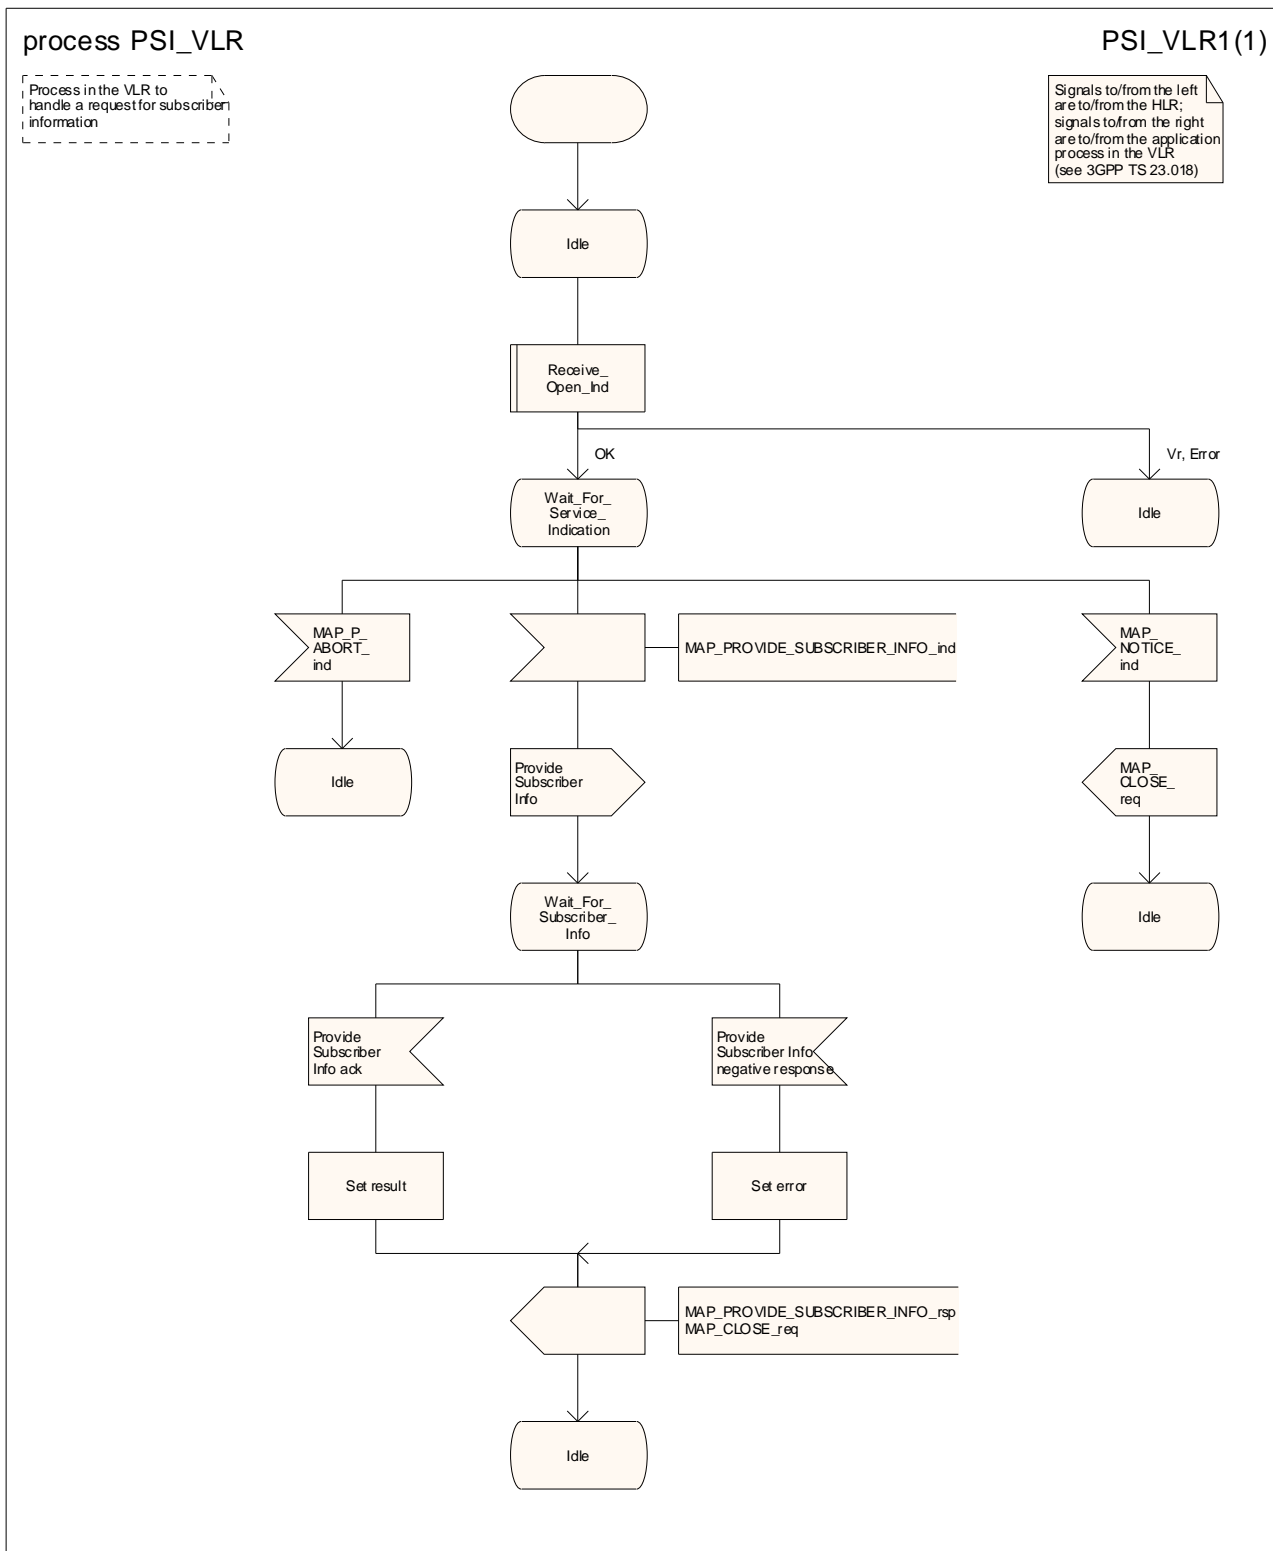 process PSI_VLR
PSI_VLR1(1)
Process in the VLR to
handle a request for subscriber
information
Signals to/from the left
are to/from the HLR;
signals to/from the right
are to/from the application
process in the VLR
(see 3GPP TS 23.018)
Idle
Receive_
Open_Ind
OK
Vr, Error
Wait_For_
Service_
Indication
Idle
MAP_P_
ABORT_
ind
MAP_PROVIDE_SUBSCRIBER_INFO_ind
MAP_
NOTICE_
ind
Idle
Provide
Subscriber
Info
MAP_
CLOSE_
req
Wait_For_
Subscriber_
Info
Idle
Provide
Subscriber
Info ack
Provide
Subscriber Info
negative response
Set result
Set error
MAP_PROVIDE_SUBSCRIBER_INFO_rsp
MAP_CLOSE_req
Idle